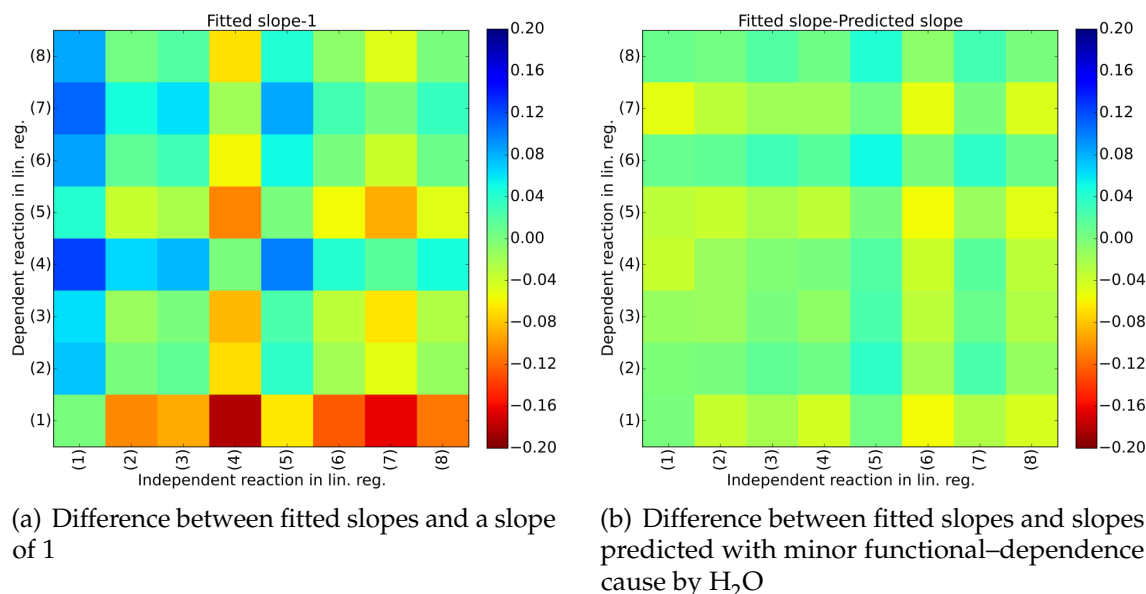 Fitted slope-1
Dependent reaction in lin. reg.
(8)
(7)
(6)
(5)
(4)
(3)
(2)
(1)
(1) (2) (3) (4) (5) (6) (7) (8)
Independent reaction in lin. reg.
0.20
0.16
0.12
0.08
0.04
0.00
−0.04
−0.08
−0.12
−0.16
−0.20
(a) Difference between fitted slopes and a slope
of 1
Fitted slope-Predicted slope
Dependent reaction in lin. reg.
(8)
(7)
(6)
(5)
(4)
(3)
(2)
(1)
(1) (2) (3) (4) (5) (6) (7) (8)
Independent reaction in lin. reg.
0.20
0.16
0.12
0.08
0.04
0.00
−0.04
−0.08
−0.12
−0.16
−0.20
(b) Difference between fitted slopes and slopes
predicted with minor functional–dependence
cause by H₂O